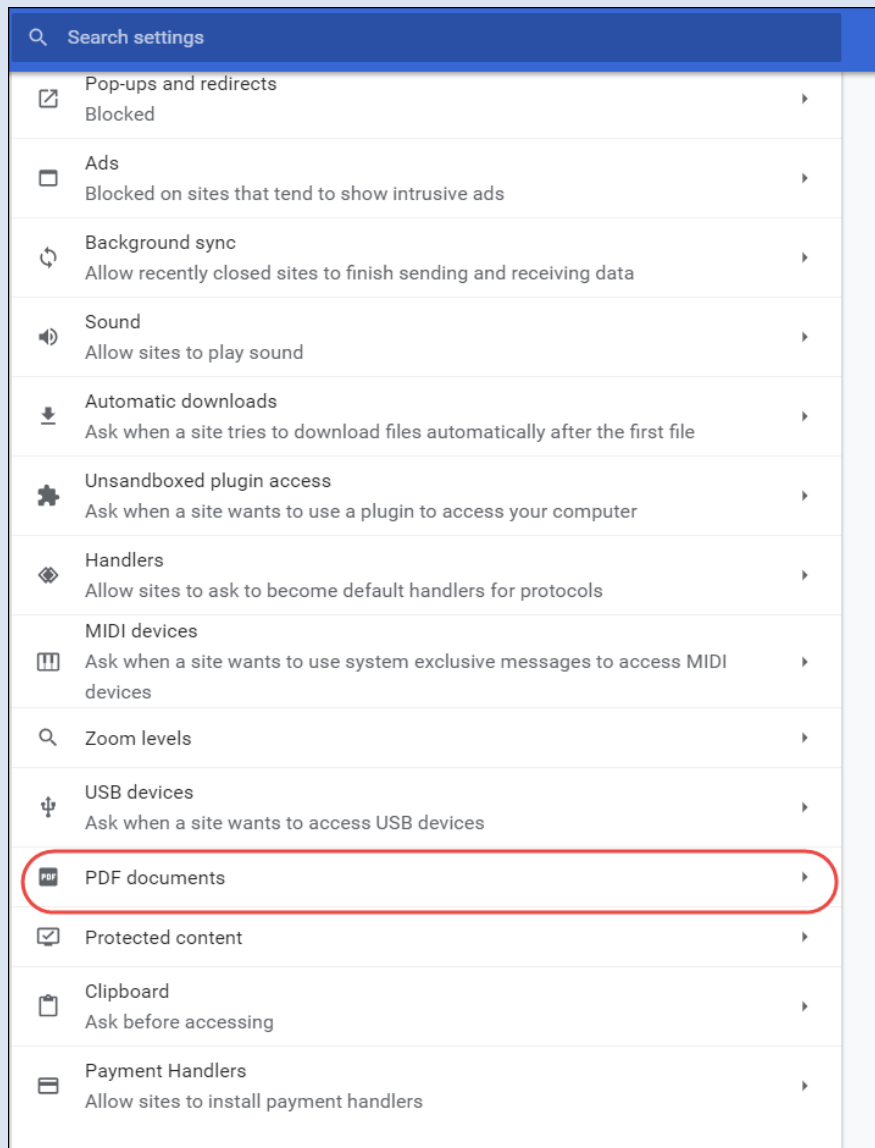 Search settings
Pop-ups and redirects
Blocked
Ads
Blocked on sites that tend to show intrusive ads
Background sync
Allow recently closed sites to finish sending and receiving data
Sound
Allow sites to play sound
Automatic downloads
Ask when a site tries to download files automatically after the first file
Unsandboxed plugin access
Ask when a site wants to use a plugin to access your computer
Handlers
Allow sites to ask to become default handlers for protocols
MIDI devices
Ask when a site wants to use system exclusive messages to access MIDI
devices
Zoom levels
USB devices
Ask when a site wants to access USB devices
PDF PDF documents
Protected content
Clipboard
Ask before accessing
Payment Handlers
Allow sites to install payment handlers